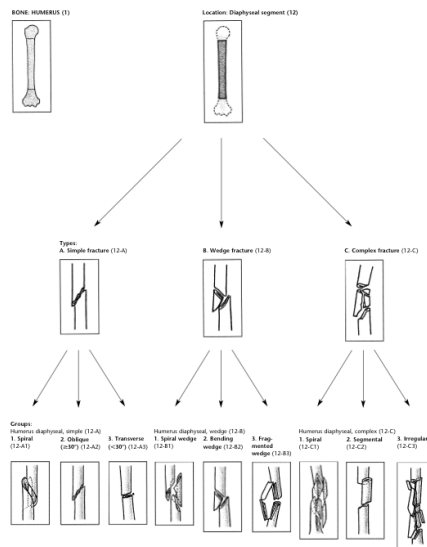 BONE: HUMERUS (1)
Location: Diaphyseal segment (12)
Types:
A. Simple fracture (12-A)
B. Wedge fracture (12-B)
C. Complex fracture (12-C)
Groups:
Humerus diaphyseal, simple (12-A)
1. Spiral
(12-A1)
2. Oblique
(≥30°) (12-A2)
3. Transverse
(<30°) (12-A3)
Humerus diaphyseal, wedge (12-B)
1. Spiral wedge
(12-B1)
2. Bending
wedge (12-B2)
3. Frag-
mented
wedge (12-B3)
Humerus diaphyseal, complex (12-C)
1. Spiral
(12-C1)
2. Segmental
(12-C2)
3. Irregular
(12-C3)